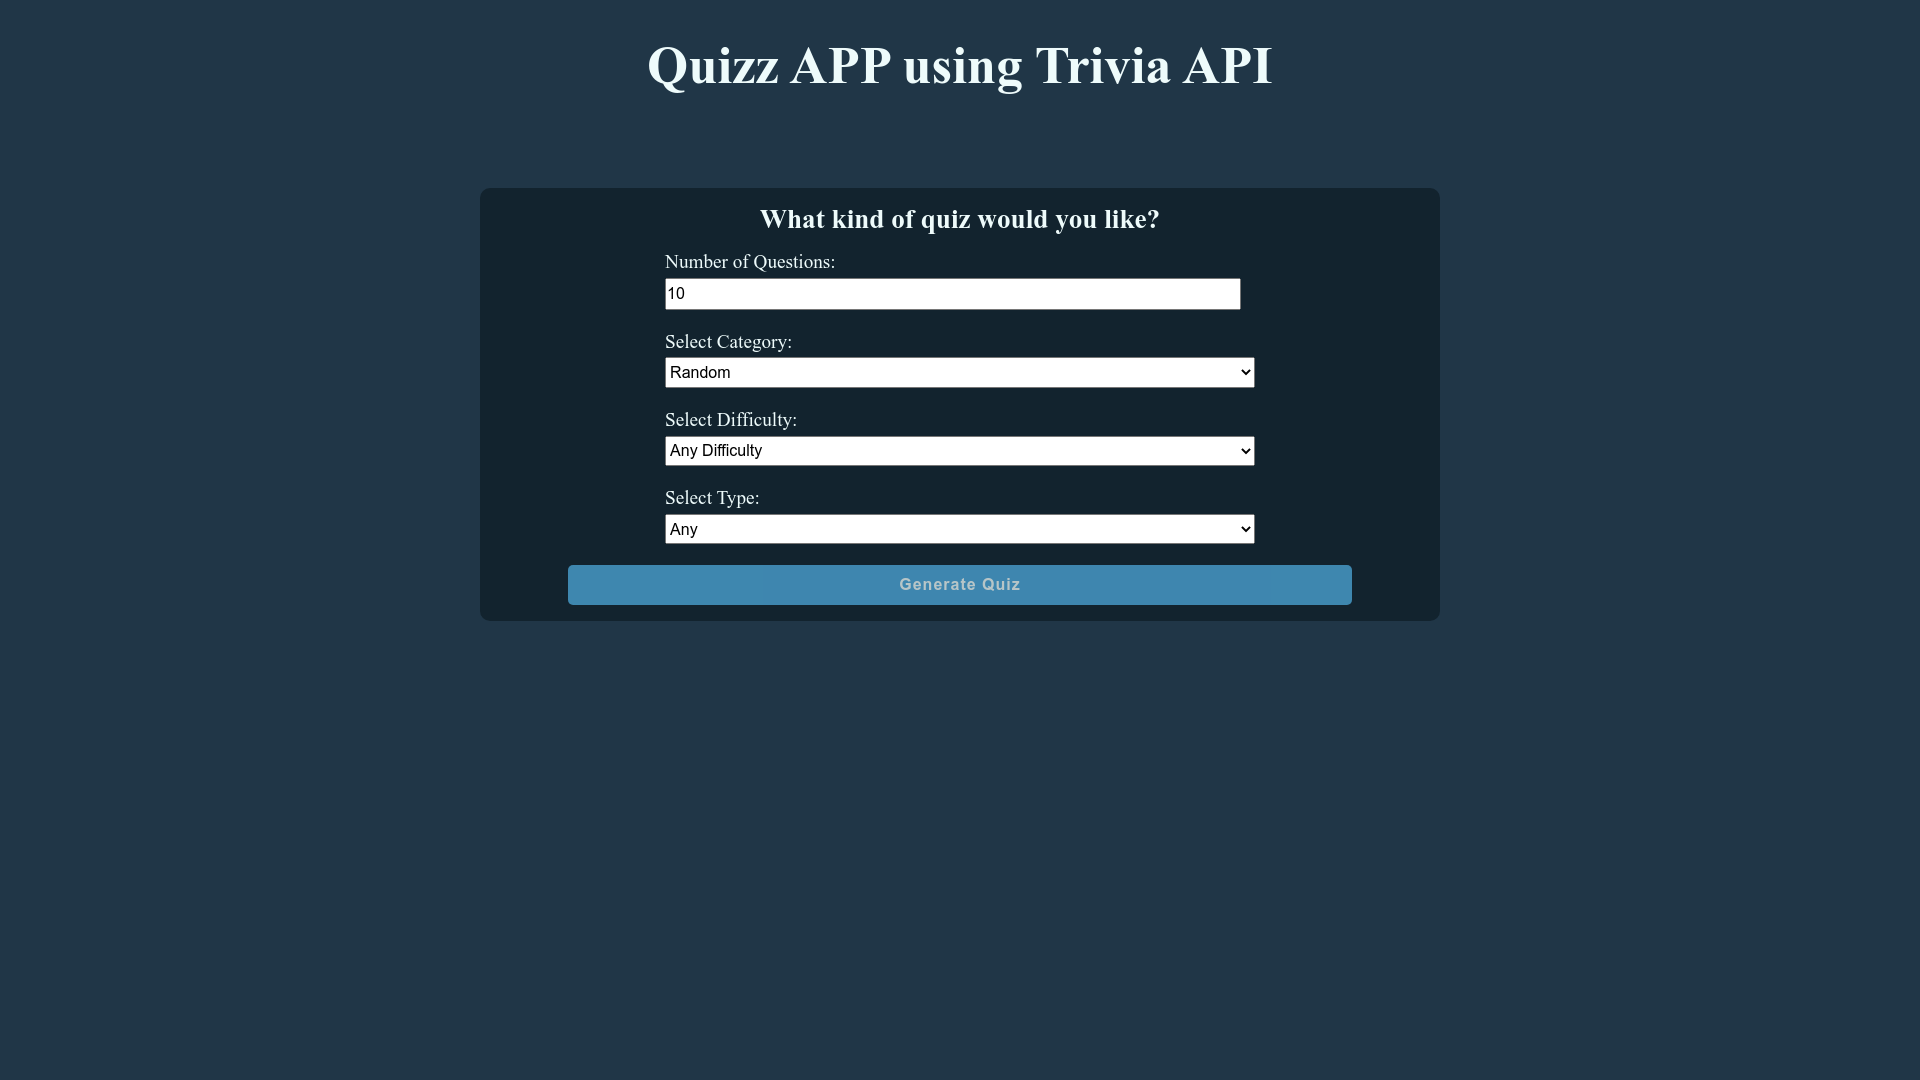 Quizz APP using Trivia API
What kind of quiz would you like?
Number of Questions:
10
Select Category:
Random
Select Difficulty:
Any Difficulty
Select Type:
Any
Generate Quiz